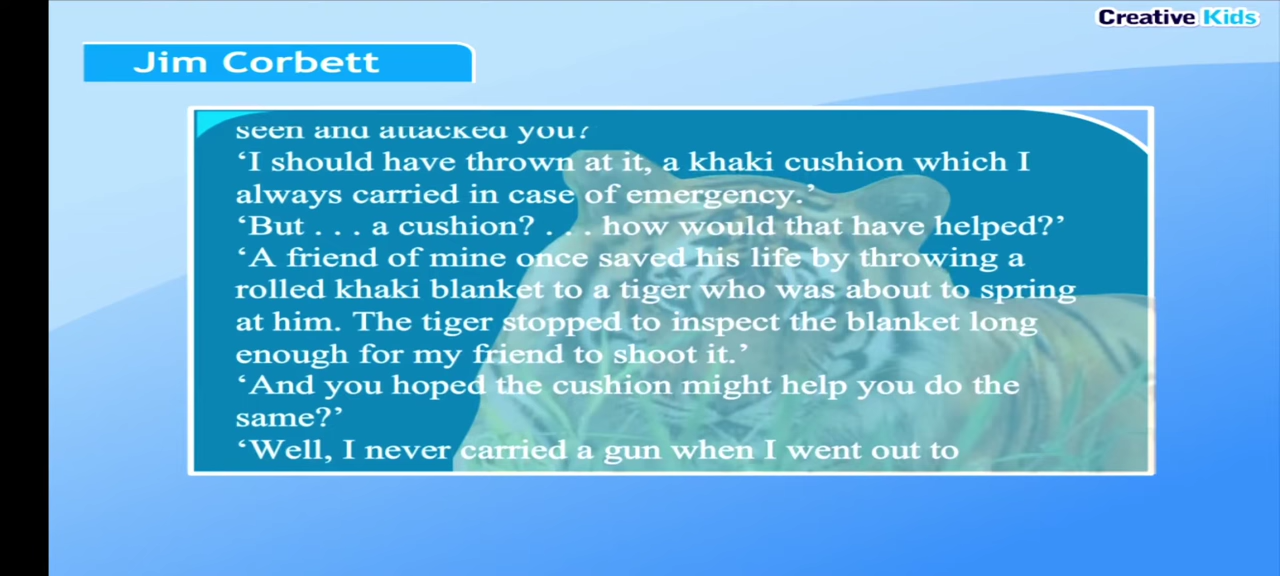 Creative Kids
Jim Corbett
seen and attacked you?
‘I should have thrown at it, a khaki cushion which I
always carried in case of emergency.’
‘But . . . a cushion? . . . how would that have helped?’
‘A friend of mine once saved his life by throwing a
rolled khaki blanket to a tiger who was about to spring
at him. The tiger stopped to inspect the blanket long
enough for my friend to shoot it.’
‘And you hoped the cushion might help you do the
same?’
‘Well, I never carried a gun when I went out to